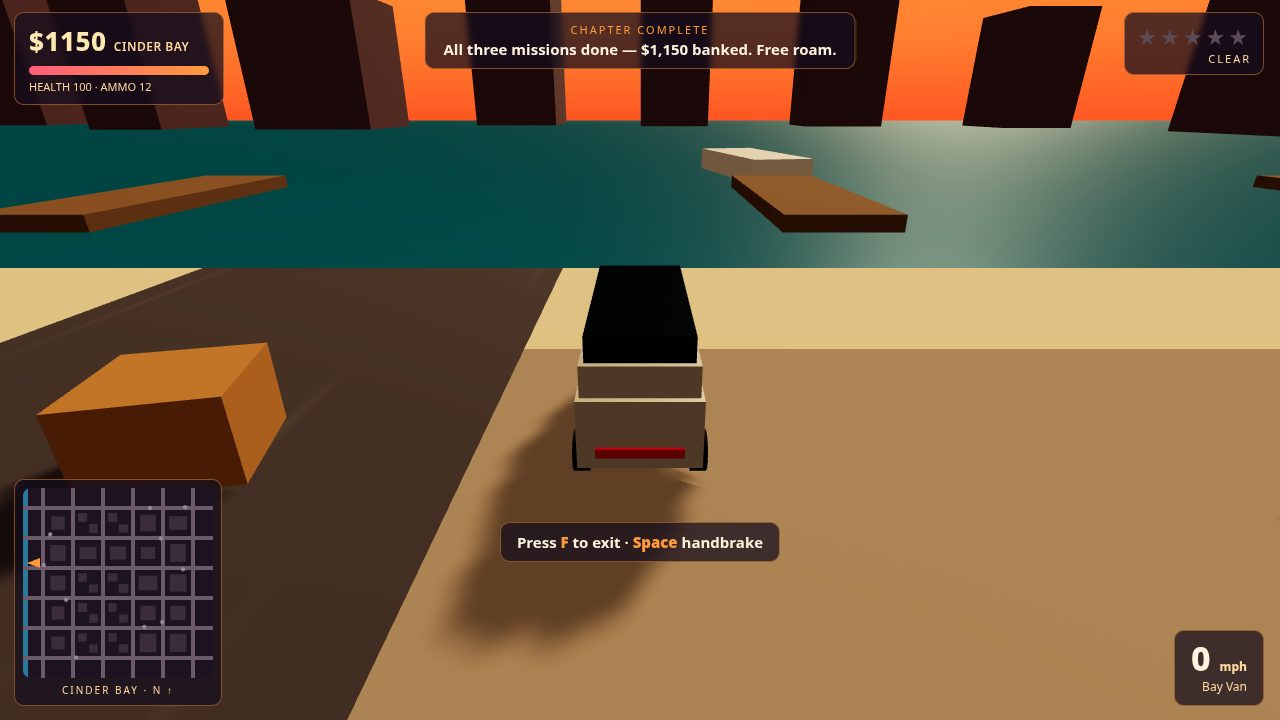 $1150 CINDER BAY
HEALTH 100 · AMMO 12
CHAPTER COMPLETE
All three missions done — $1,150 banked. Free roam.
★★★★★
CLEAR
Press F to exit · Space handbrake
CINDER BAY · N ↑
0 mph
Bay Van